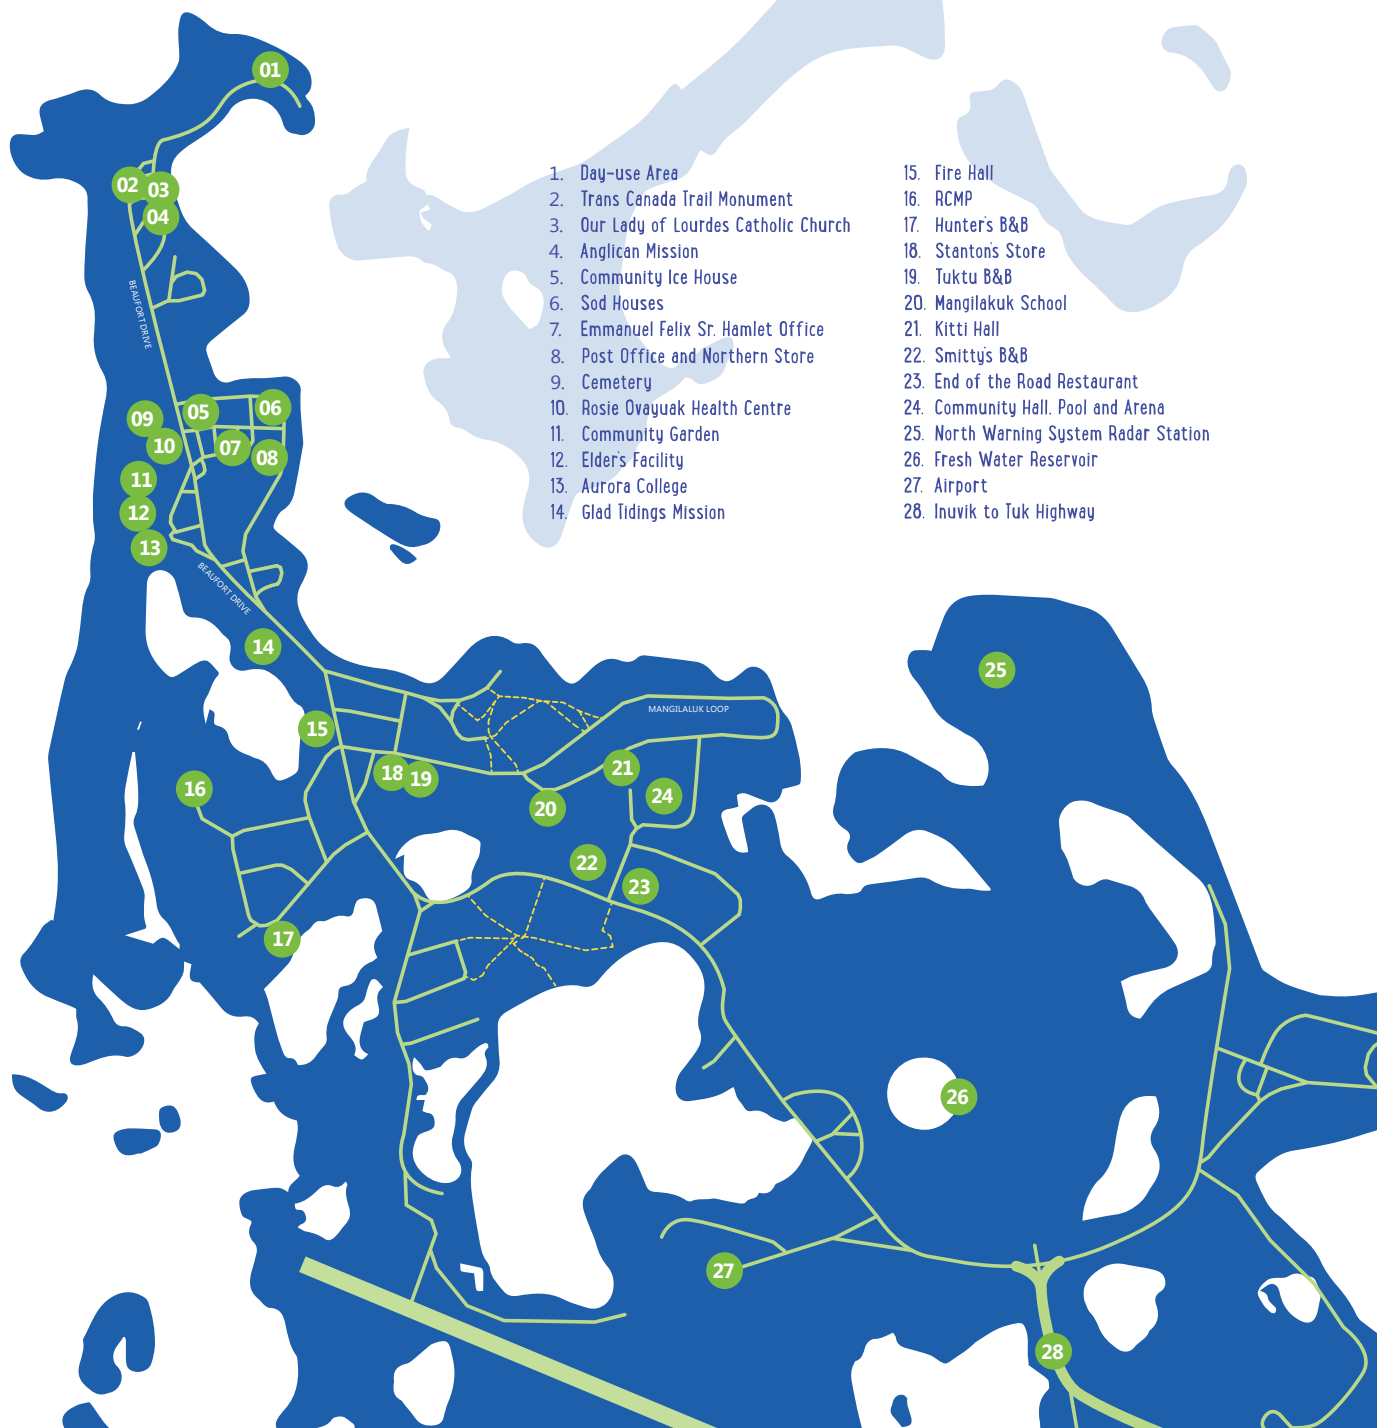 01
1. Day-use Area
2. Trans Canada Trail Monument
3. Our Lady of Lourdes Catholic Church
4. Anglican Mission
5. Community Ice House
6. Sod Houses
7. Emmanuel Felix Sr. Hamlet Office
8. Post Office and Northern Store
9. Cemetery
10. Rosie Ovayuak Health Centre
11. Community Garden
12. Elder's Facility
13. Aurora College
14. Glad Tidings Mission
15. Fire Hall
16. RCMP
17. Hunter's B&B
18. Stanton's Store
19. Tuktu B&B
20. Mangilakuk School
21. Kitti Hall
22. Smitty's B&B
23. End of the Road Restaurant
24. Community Hall, Pool and Arena
25. North Warning System Radar Station
26. Fresh Water Reservoir
27. Airport
28. Inuvik to Tuk Highway
02
03
04
BEAUFORT DRIVE
05
06
09
07
10
08
11
12
13
BEAUFORT DRIVE
14
25
MANGILALUK LOOP
15
18
19
21
16
24
20
22
23
17
26
27
28